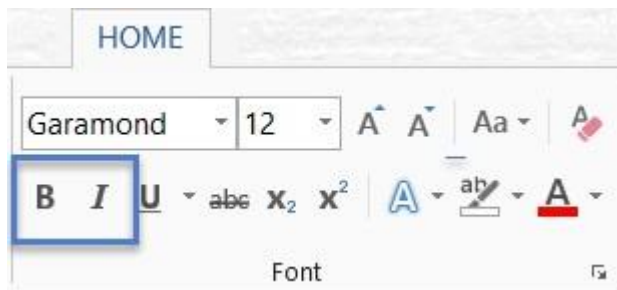 HOME
Garamond 12 A A Aa A
B I U abc X₂ X² A ab A
Font